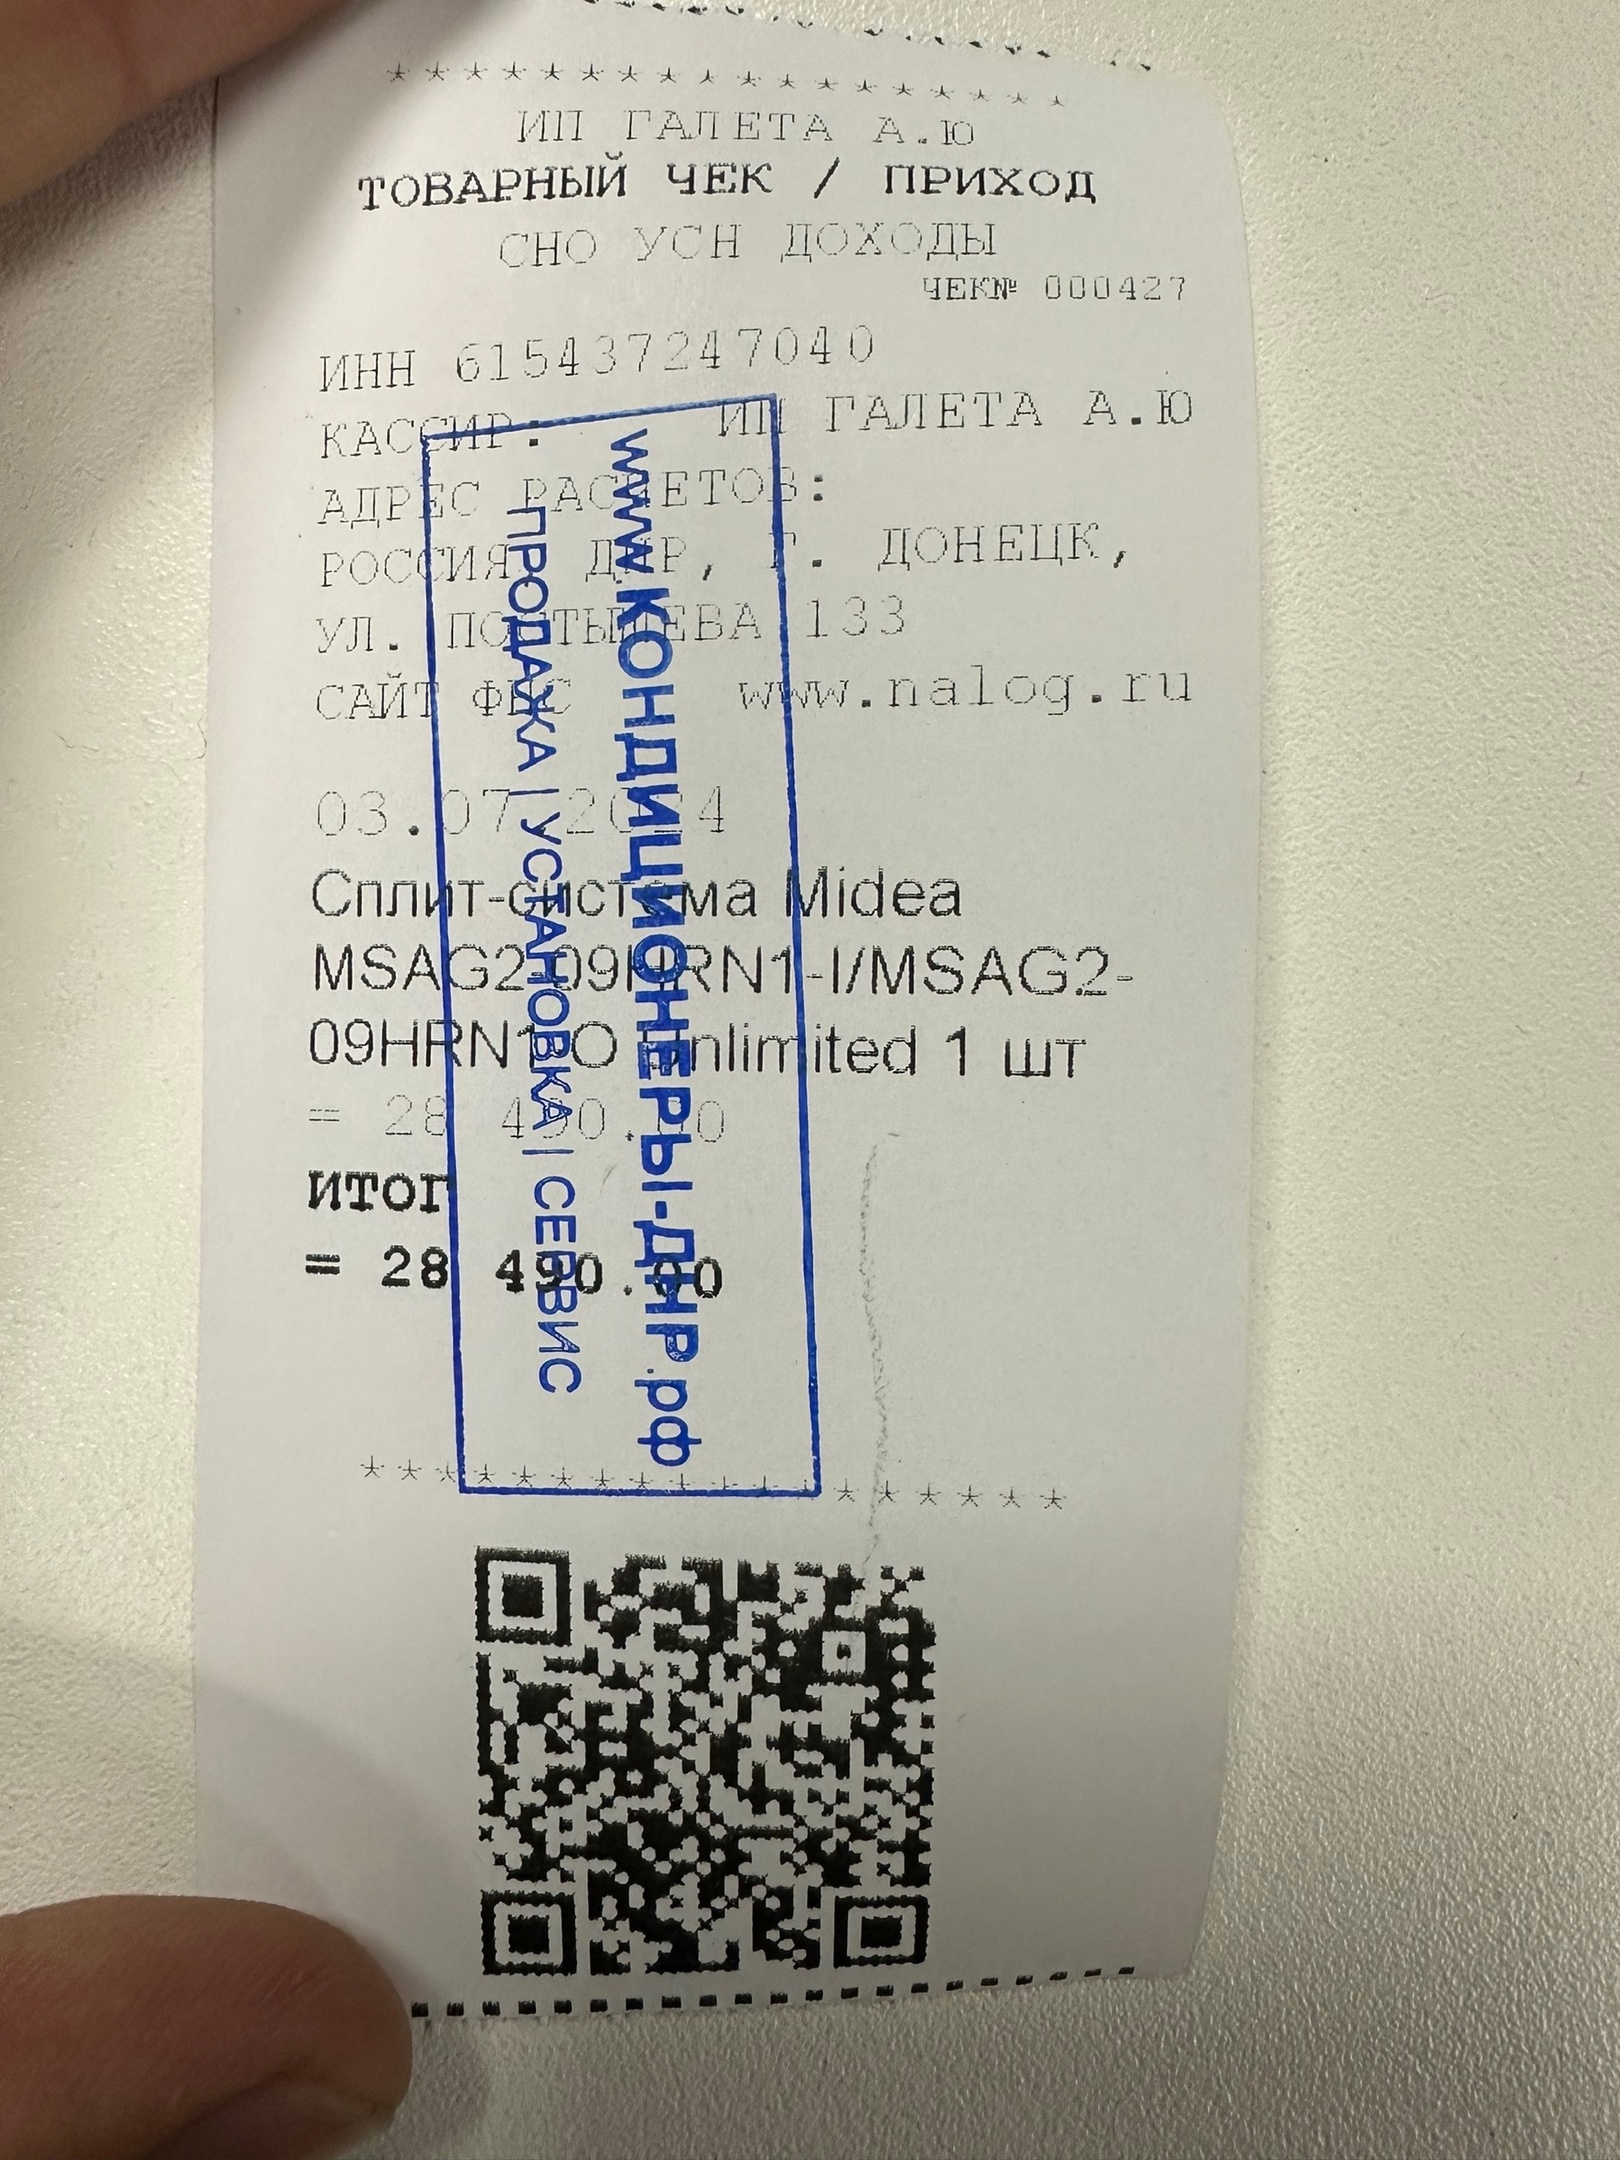 * * * * * * * * * * * * * * * * * * *
ИП ГАЛЕТА А.Ю
ТОВАРНЫЙ ЧЕК / ПРИХОД
СНО УСН ДОХОДЫ
ЧЕК№ 000427
ИНН 615437247040
КАССИР: ИП ГАЛЕТА А.Ю
АДРЕС РАСЧЕТОВ:
РОССИЯ, ДНР, Г. ДОНЕЦК,
УЛ. ПОСТЫШЕВА 133
САЙТ ФНС www.nalog.ru
03.07.2024
Сплит-система Midea
MSAG2-09HRN1-I/MSAG2-
09HRN1-O Unlimited 1 шт
= 28 490.00
ИТОГ
= 28 490.00
* * * * * * * * * * * * * * * * * * *
www.КОНДИЦИОНЕРЫ-ДНР.рф
ПРОДАЖА | УСТАНОВКА | СЕРВИС